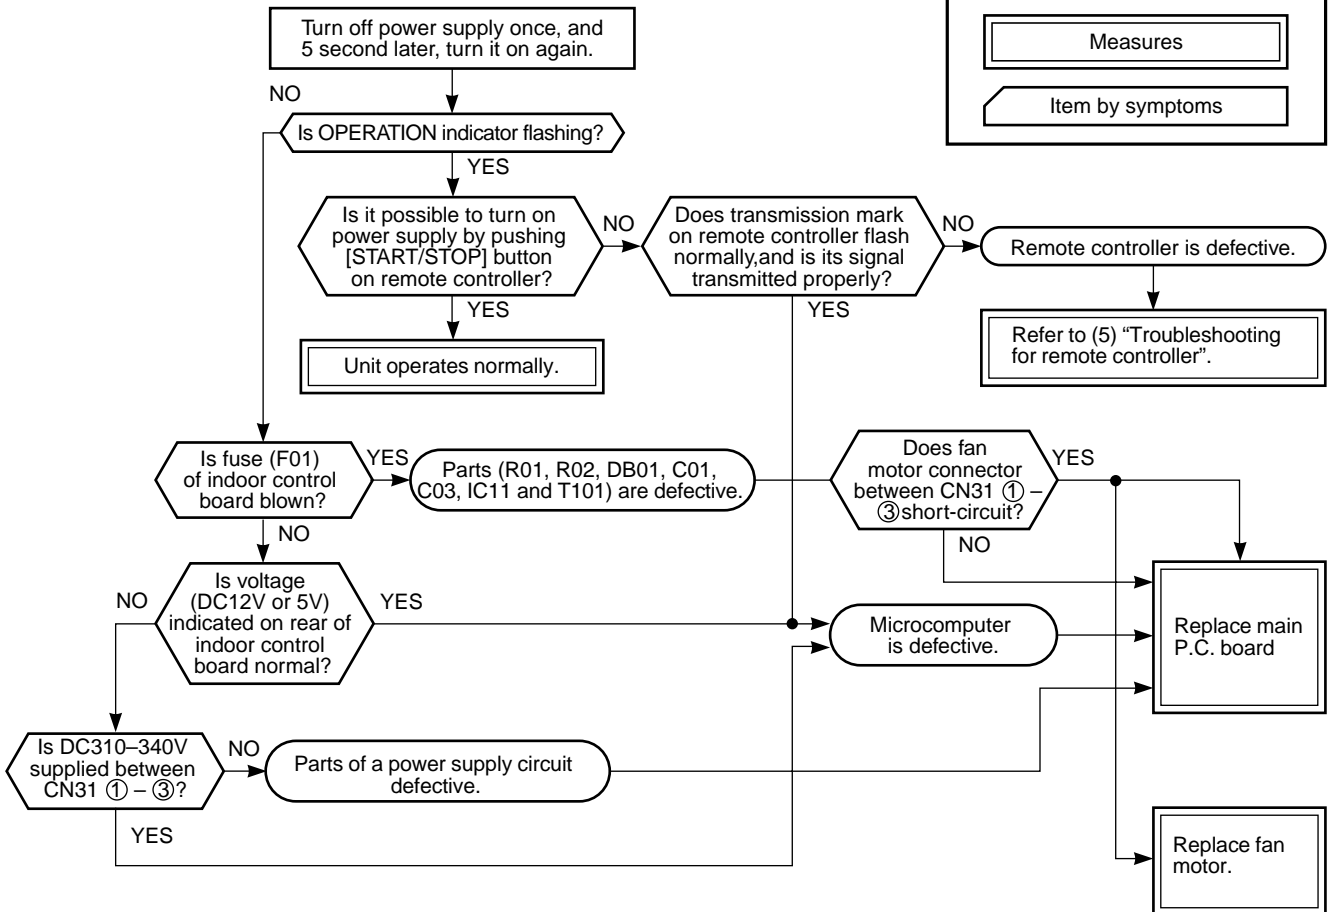 Turn off power supply once, and
5 second later, turn it on again.
Measures
Item by symptoms
NO
Is OPERATION indicator flashing?
YES
Is it possible to turn on
power supply by pushing
[START/STOP] button
on remote controller?
NO
Does transmission mark
on remote controller flash
normally,and is its signal
transmitted properly?
NO
Remote controller is defective.
YES
YES
Unit operates normally.
Refer to (5) “Troubleshooting
for remote controller”.
Is fuse (F01)
of indoor control
board blown?
YES
Parts (R01, R02, DB01, C01,
C03, IC11 and T101) are defective.
Does fan
motor connector
between CN31 ① –
③short-circuit?
YES
NO
NO
Is voltage
(DC12V or 5V)
indicated on rear of
indoor control
board normal?
NO
YES
Microcomputer
is defective.
Replace main
P.C. board
Is DC310–340V
supplied between
CN31 ① – ③?
NO
Parts of a power supply circuit
defective.
YES
Replace fan
motor.